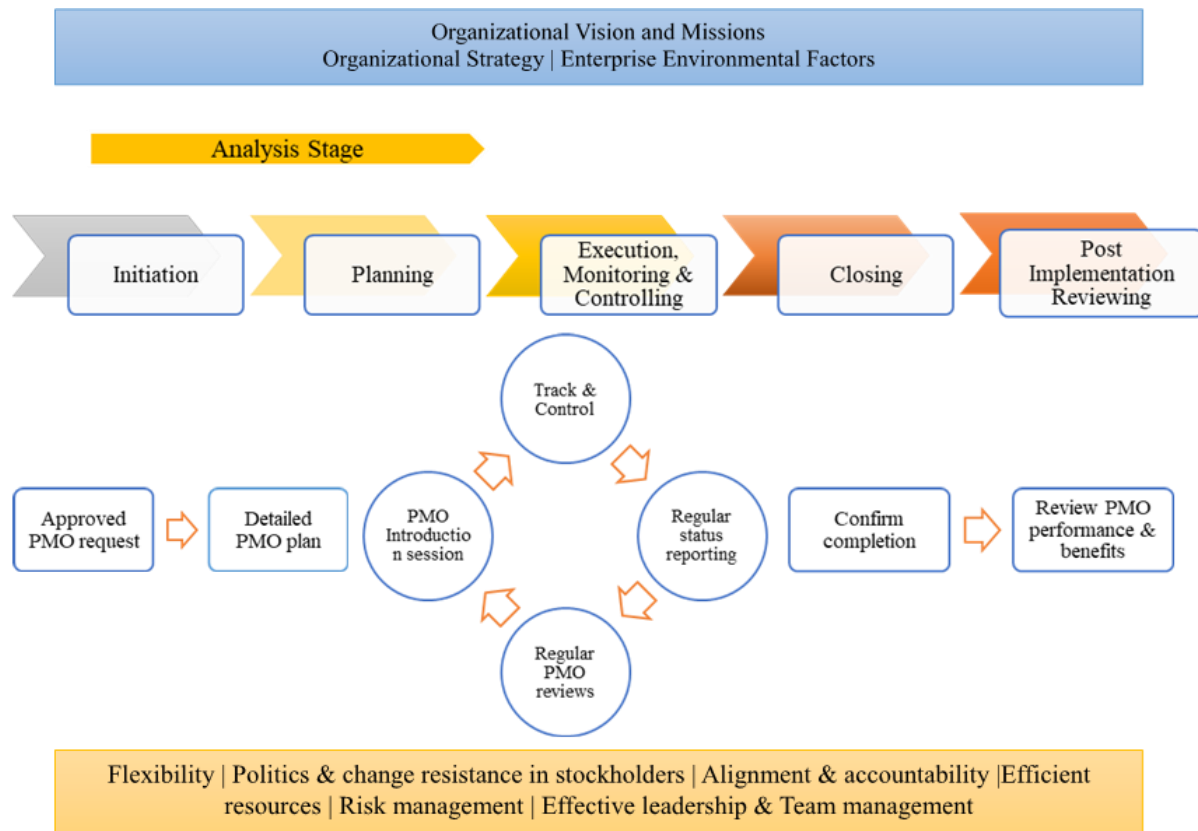 Organizational Vision and Missions
Organizational Strategy | Enterprise Environmental Factors
Analysis Stage
Initiation
Planning
Execution,
Monitoring &
Controlling
Closing
Post
Implementation
Reviewing
Track &
Control
Approved
PMO request
Detailed
PMO plan
PMO
Introductio
n session
Regular
status
reporting
Confirm
completion
Review PMO
performance &
benefits
Regular
PMO
reviews
Flexibility | Politics & change resistance in stockholders | Alignment & accountability |Efficient
resources | Risk management | Effective leadership & Team management